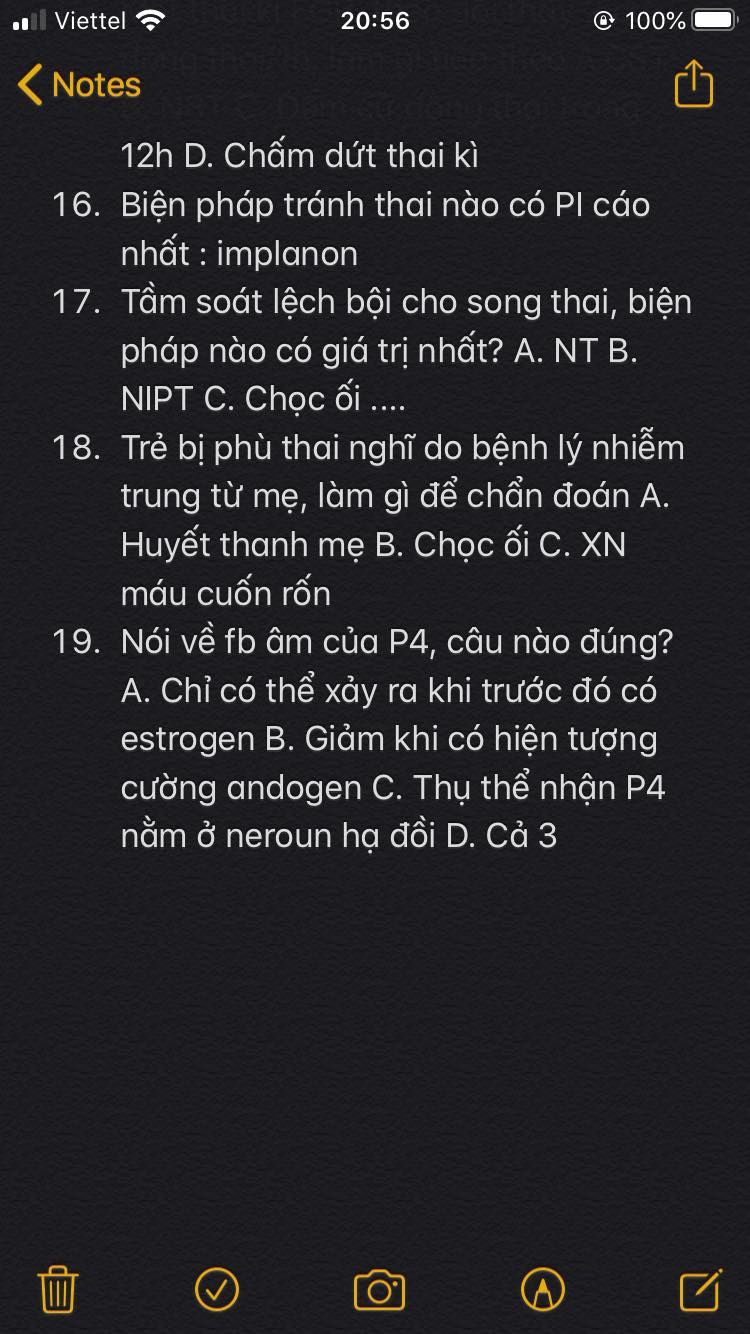 Viettel 20:56 100%
Notes
12h D. Chấm dứt thai kì
16. Biện pháp tránh thai nào có PI cáo
nhất : implanon
17. Tầm soát lệch bội cho song thai, biện
pháp nào có giá trị nhất? A. NT B.
NIPT C. Chọc ối ....
18. Trẻ bị phù thai nghĩ do bệnh lý nhiễm
trung từ mẹ, làm gì để chẩn đoán A.
Huyết thanh mẹ B. Chọc ối C. XN
máu cuốn rốn
19. Nói về fb âm của P4, câu nào đúng?
A. Chỉ có thể xảy ra khi trước đó có
estrogen B. Giảm khi có hiện tượng
cường andogen C. Thụ thể nhận P4
nằm ở neroun hạ đồi D. Cả 3